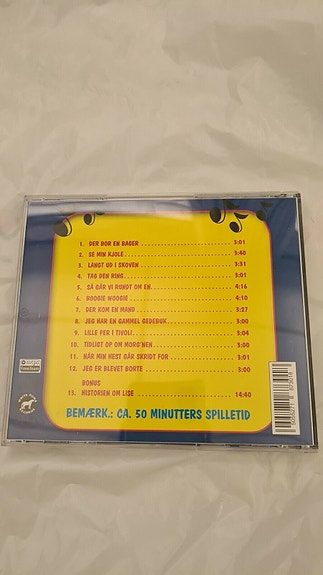 1. DER BOR EN BAGER 3:01
2. SE MIN KJOLE 3:40
3. LANGT UD I SKOVEN 3:31
4. TAG DEN RING 3:01
5. SÅ GÅR VI RUNDT OM EN 4:16
6. BOOGIE WOOGIE 4:10
7. DER KOM EN MAND 3:27
8. JEG HAR EN GAMMEL GEDEBUK 3:00
9. LILLE PER I TIVOLI 3:04
10. TIDLIGT OP OM MORG'NEN 3:00
11. NÅR MIN HEST GÅR SKRIDT FOR 3:01
12. JEG ER BLEVET BORTE 3:00
BONUS
13. HISTORIEN OM LISE 14:40
BEMÆRK.: CA. 50 MINUTTERS SPILLETID